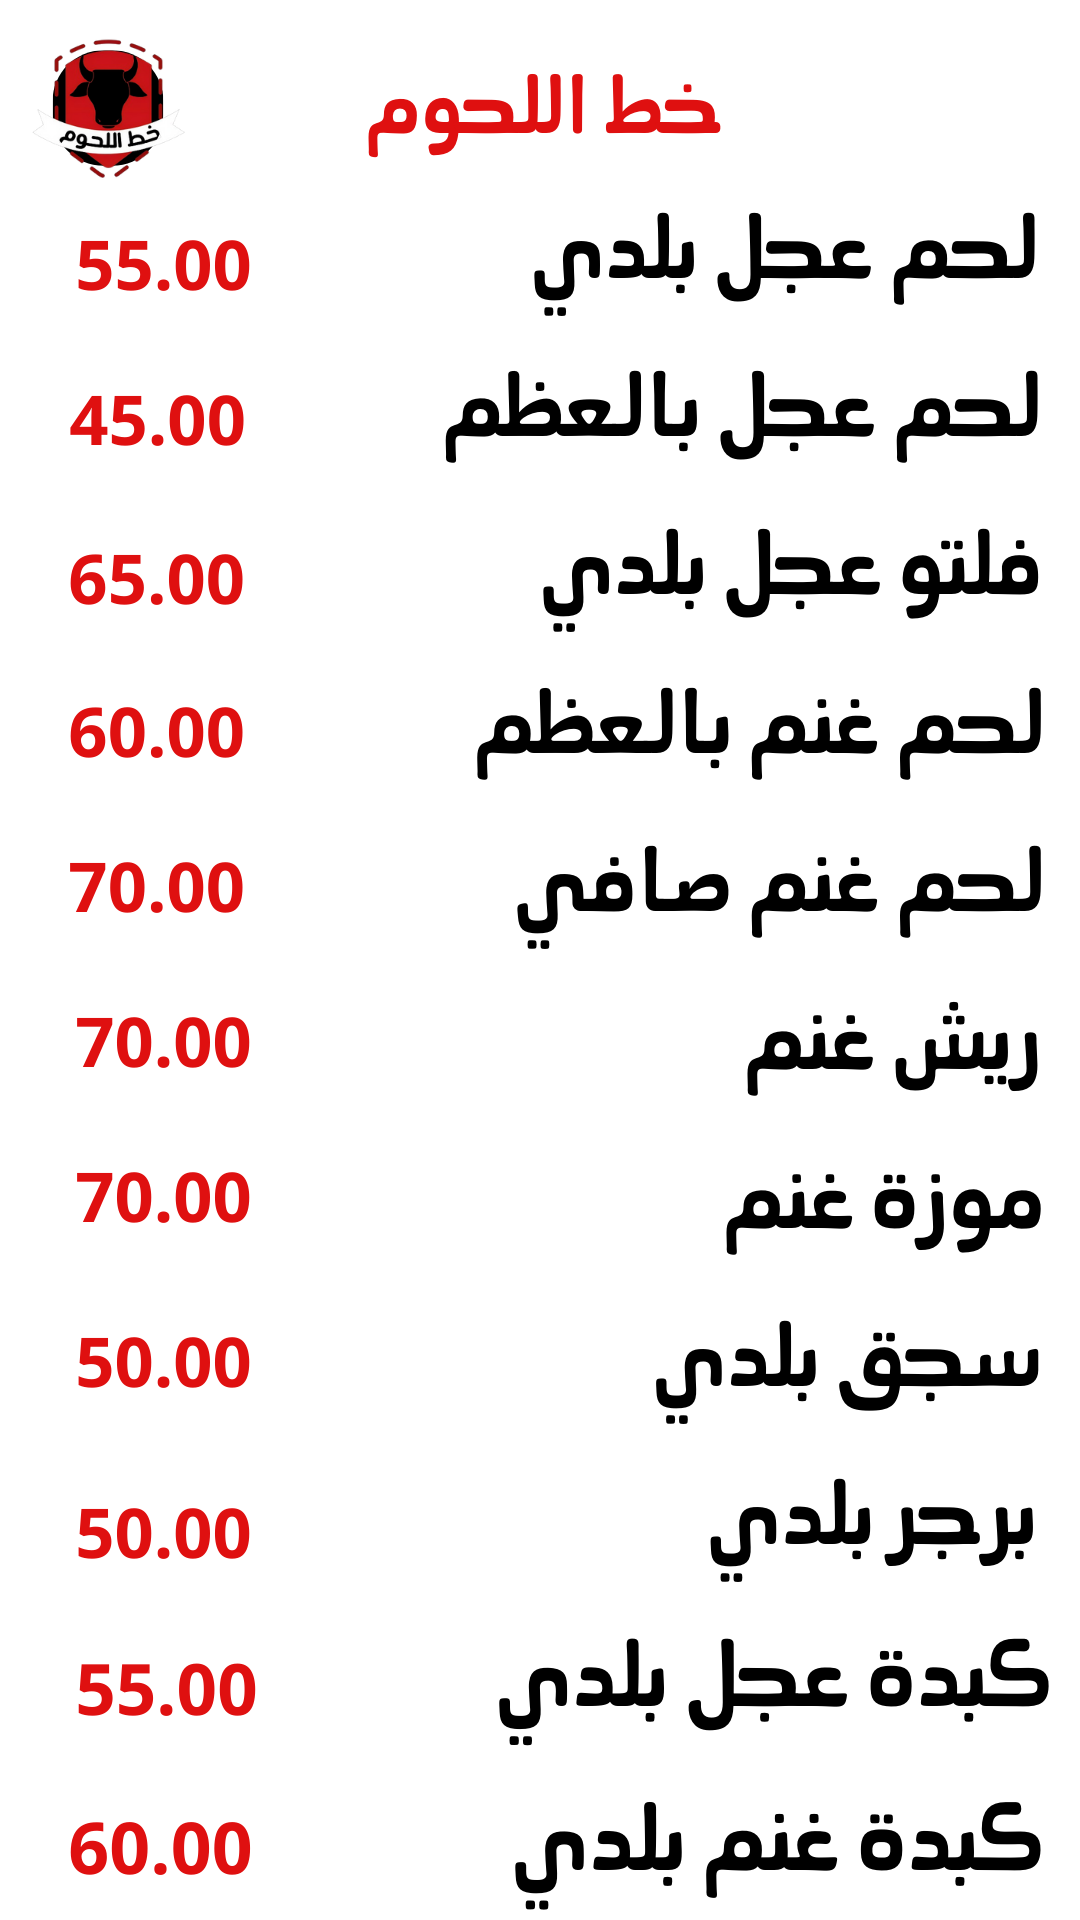 خط اللحوم
خط اللحوم
لحم عجل بلدي 55.00
لحم عجل بالعظم 45.00
فلتو عجل بلدي 65.00
لحم غنم بالعظم 60.00
لحم غنم صافي 70.00
ريش غنم 70.00
موزة غنم 70.00
سجق بلدي 50.00
برجر بلدي 50.00
كبدة عجل بلدي 55.00
كبدة غنم بلدي 60.00